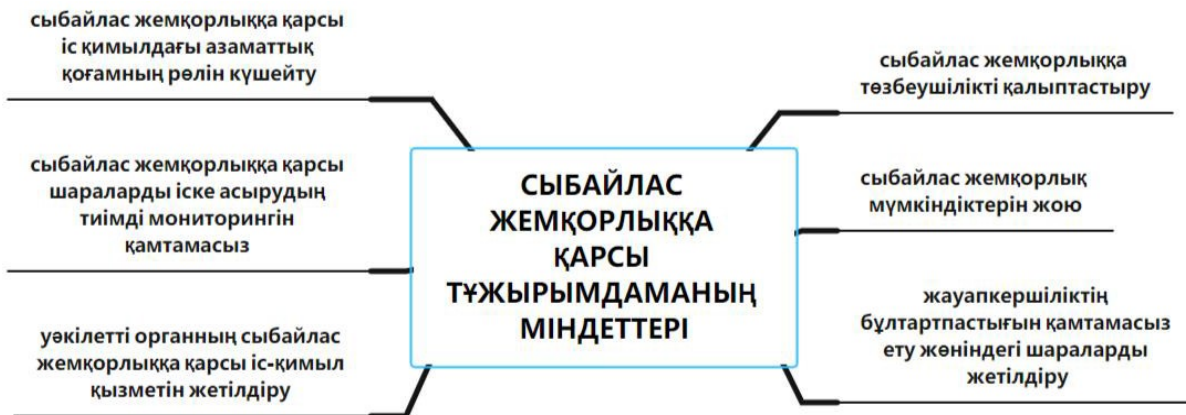 сыбайлас жемқорлыққа қарсы
іс қимылдағы азаматтық
қоғамның рөлін күшейту
сыбайлас жемқорлыққа қарсы
шараларды іске асырудың
тиімді мониторингін
қамтамасыз
уәкілетті органның сыбайлас
жемқорлыққа қарсы іс-қимыл
қызметін жетілдіру
СЫБАЙЛАС
ЖЕМҚОРЛЫҚҚА
ҚАРСЫ
ТҰЖЫРЫМДАМАНЫҢ
МІНДЕТТЕРІ
сыбайлас жемқорлыққа
төзбеушілікті қалыптастыру
сыбайлас жемқорлық
мүмкіндіктерін жою
жауапкершіліктің
бұлтартпастығын қамтамасыз
ету жөніндегі шараларды
жетілдіру